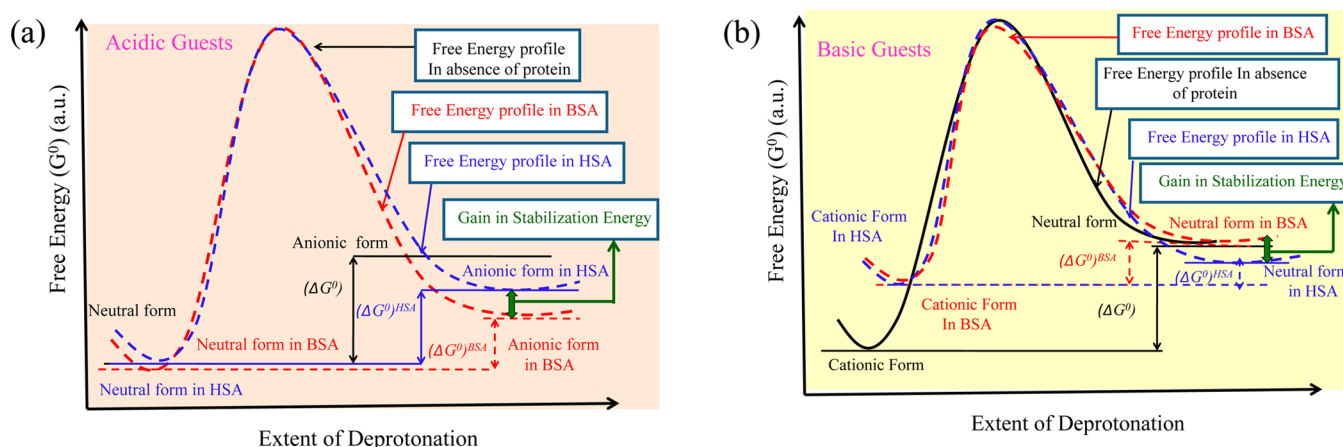 (a)
Acidic Guests
Free Energy profile
In absence of protein
Free Energy profile in BSA
Free Energy profile in HSA
Gain in Stabilization Energy
Anionic form
Anionic form in HSA
(ΔG⁰)
(ΔG⁰)ᴴˢᴬ
(ΔG⁰)ᴮˢᴬ
Anionic form
in BSA
Neutral form
Neutral form in BSA
Neutral form in HSA
Free Energy (G⁰) (a.u.)
Extent of Deprotonation
(b)
Basic Guests
Free Energy profile in BSA
Free Energy profile In absence
of protein
Free Energy profile in HSA
Gain in Stabilization Energy
Cationic Form
In HSA
Neutral form
Neutral form in BSA
(ΔG⁰)ᴮˢᴬ
(ΔG⁰)ᴴˢᴬ
Neutral form
in HSA
Cationic Form
In BSA
(ΔG⁰)
Cationic Form
Free Energy (G⁰) (a.u.)
Extent of Deprotonation